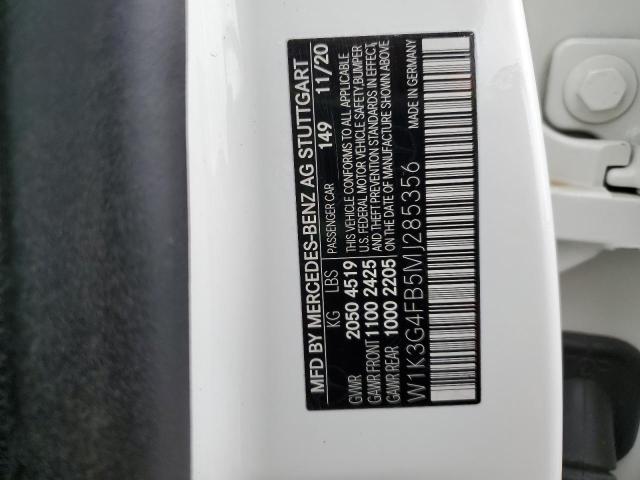 MFD BY MERCEDES-BENZ AG STUTTGART
KG LBS PASSENGER CAR 149 11/20
GVWR 2050 4519 THIS VEHICLE CONFORMS TO ALL APPLICABLE
U.S. FEDERAL MOTOR VEHICLE SAFETY, BUMPER
GAWR FRONT 1100 2425 AND THEFT PREVENTION STANDARDS IN EFFECT
GAWR REAR 1000 2205 ON THE DATE OF MANUFACTURE SHOWN ABOVE
W1K3G4FB5MJ285356 MADE IN GERMANY